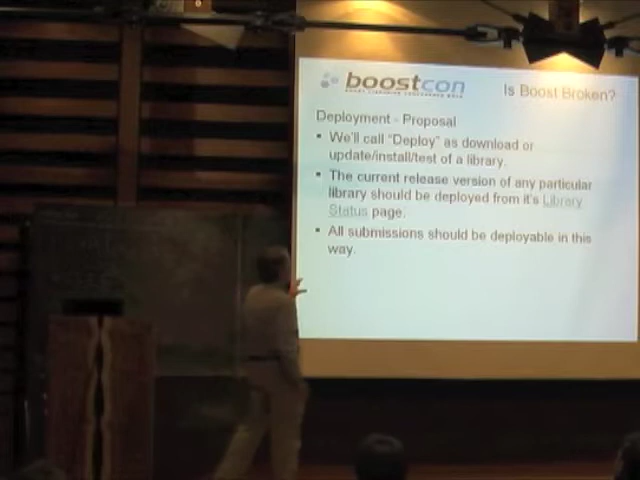 boostcon
Is Boost Broken?
Deployment - Proposal
▪ We'll call "Deploy" as download or
update/install/test of a library.
▪ The current release version of any particular
library should be deployed from it's Library
Status page.
▪ All submissions should be deployable in this
way.